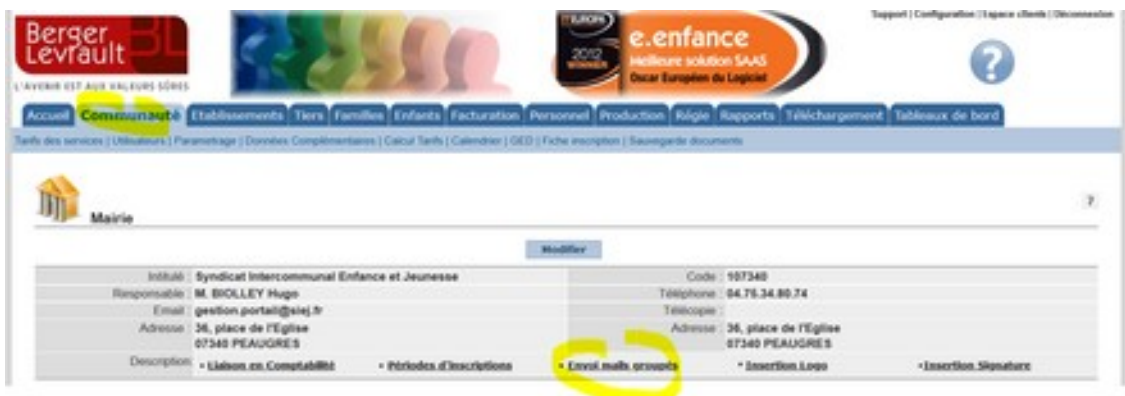 Support | Configuration | Espace clients | Déconnexion
Berger
Levrault
BL
L'AVENIR EST AUX VALEURS SÛRES
EUROPA
2012
WINNER
e.enfance
Meilleure solution SAAS
Oscar Européen du Logiciel
?
Accueil Communauté Etablissements Tiers Familles Enfants Facturation Personnel Production Régie Rapports Téléchargement Tableaux de bord
Tarifs des services | Utilisateurs | Parametrage | Données Complémentaires | Calcul Tarifs | Calendrier | GED | Fiche inscription | Sauvegarde documents
?
Mairie
Modifier
Intitulé : Syndicat Intercommunal Enfance et Jeunesse Code : 107340
Responsable : M. BIOLLEY Hugo Téléphone : 04.75.34.80.74
Email : gestion.portail@siej.fr Télécopie :
Adresse : 36, place de l'Eglise Adresse : 36, place de l'Eglise
07340 PEAUGRES 07340 PEAUGRES
Description : • Liaison en Comptabilité • Périodes d'inscriptions • Envoi mails groupés • Insertion Logo • Insertion Signature